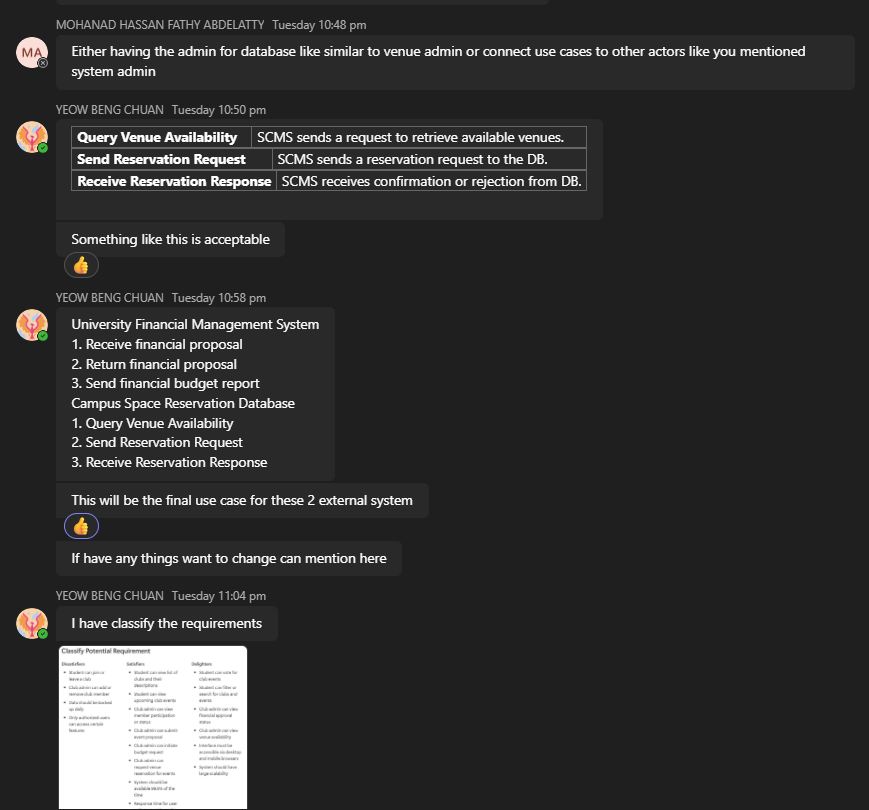 MOHANAD HASSAN FATHY ABDELATTY Tuesday 10:48 pm
MA
Either having the admin for database like similar to venue admin or connect use cases to other actors like you mentioned
system admin
YEOW BENG CHUAN Tuesday 10:50 pm
Query Venue Availability SCMS sends a request to retrieve available venues.
Send Reservation Request SCMS sends a reservation request to the DB.
Receive Reservation Response SCMS receives confirmation or rejection from DB.
Something like this is acceptable
YEOW BENG CHUAN Tuesday 10:58 pm
University Financial Management System
1. Receive financial proposal
2. Return financial proposal
3. Send financial budget report
Campus Space Reservation Database
1. Query Venue Availability
2. Send Reservation Request
3. Receive Reservation Response
This will be the final use case for these 2 external system
If have any things want to change can mention here
YEOW BENG CHUAN Tuesday 11:04 pm
I have classify the requirements
Classify Potential Requirement
Dissatisfiers
Student can join or
leave a club
Club admin can add or
remove club member
Data should be backed
up daily
Only authorized users
can access certain
features
Satisfiers
Student can view list of
clubs and their
descriptions
Student can view
upcoming club events
Club admin can view
member participation
or status
Club admin can submit
event proposal
Club admin can initiate
budget request
Club admin can
request venue
reservation for events
System should be
available 99.5% of the
time
Response time for user
Delighters
Student can vote for
club events
Student can filter or
search for clubs and
events
Club admin can view
financial approval
status
Club admin can view
venue availability
Interface must be
accessible via desktop
and mobile browsers
System should have
large scalability